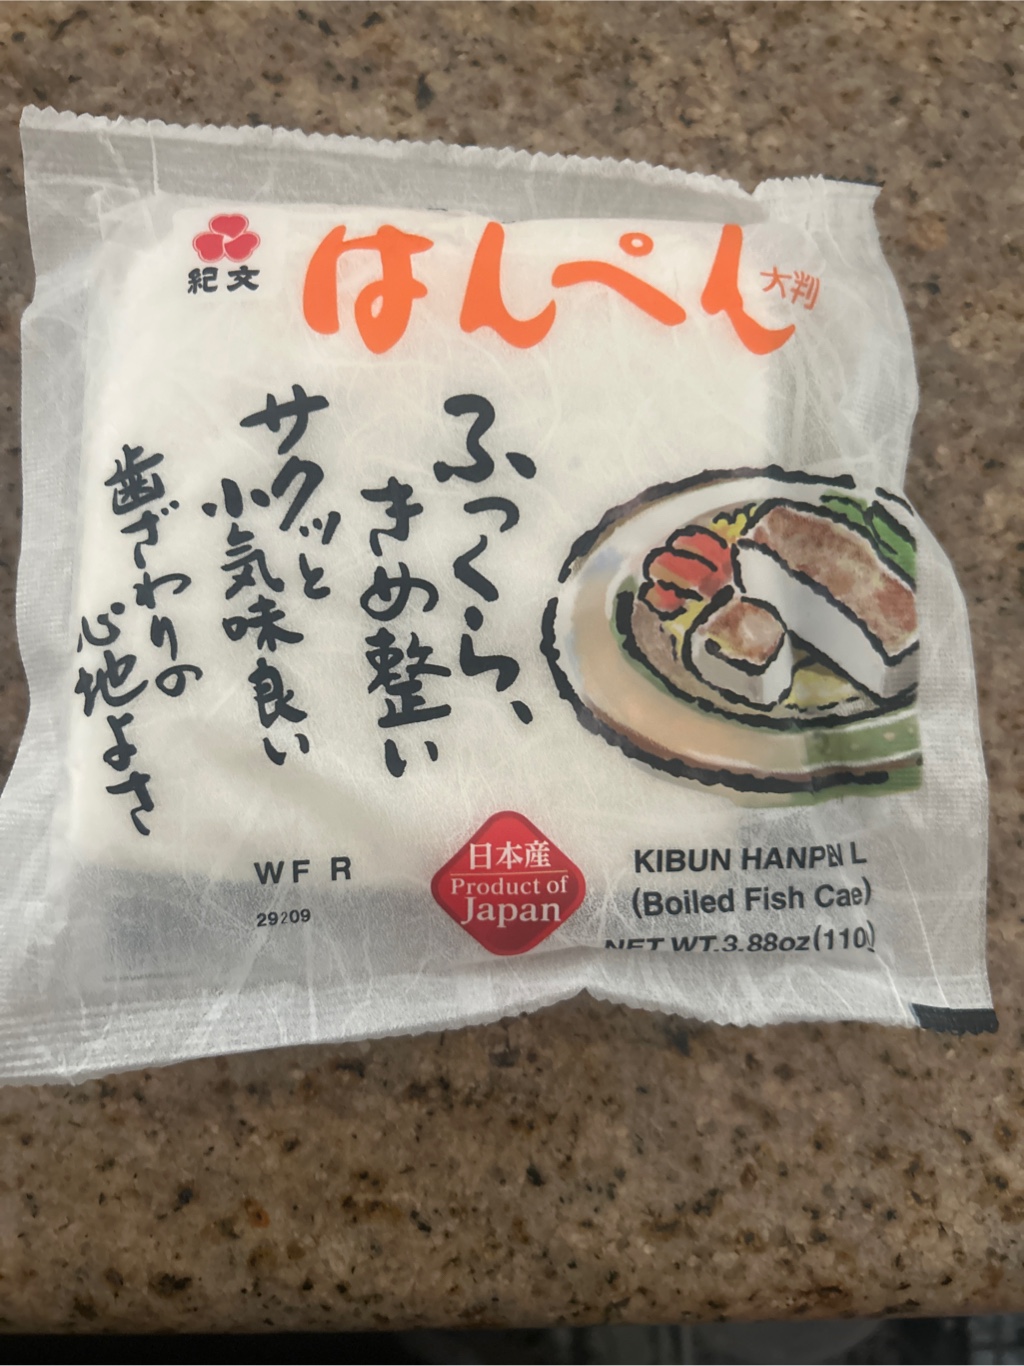 紀文
はんぺん
大判
ふっくら、
きめ整い
サクッと
小気味良い
歯ざわりの
心地よさ
WF R
29209
日本産
Product of
Japan
KIBUN HANPN L
(Boiled Fish Cae)
NET WT.3.88oz(110)